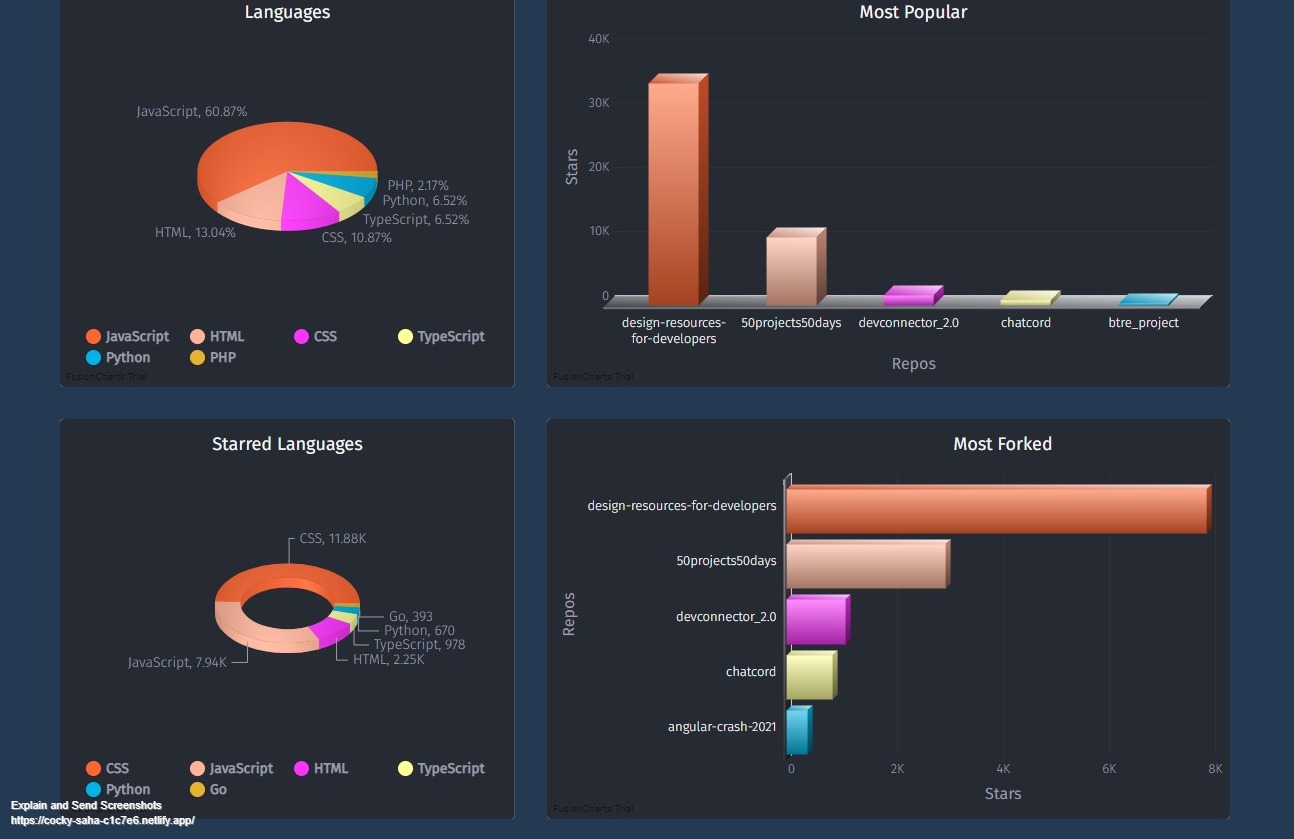 Languages
JavaScript, 60.87%
PHP, 2.17%
Python, 6.52%
TypeScript, 6.52%
HTML, 13.04%
CSS, 10.87%
JavaScript
HTML
CSS
TypeScript
Python
PHP
FusionCharts Trial
Most Popular
40K
30K
20K
10K
0
Stars
design-resources-
for-developers
50projects50days
devconnector_2.0
chatcord
btre_project
Repos
FusionCharts Trial
Starred Languages
CSS, 11.88K
Go, 393
Python, 670
TypeScript, 978
HTML, 2.25K
JavaScript, 7.94K
CSS
JavaScript
HTML
TypeScript
Python
Go
Most Forked
Repos
design-resources-for-developers
50projects50days
devconnector_2.0
chatcord
angular-crash-2021
0
2K
4K
6K
8K
Stars
FusionCharts Trial
Explain and Send Screenshots
https://cocky-saha-c1c7e6.netlify.app/